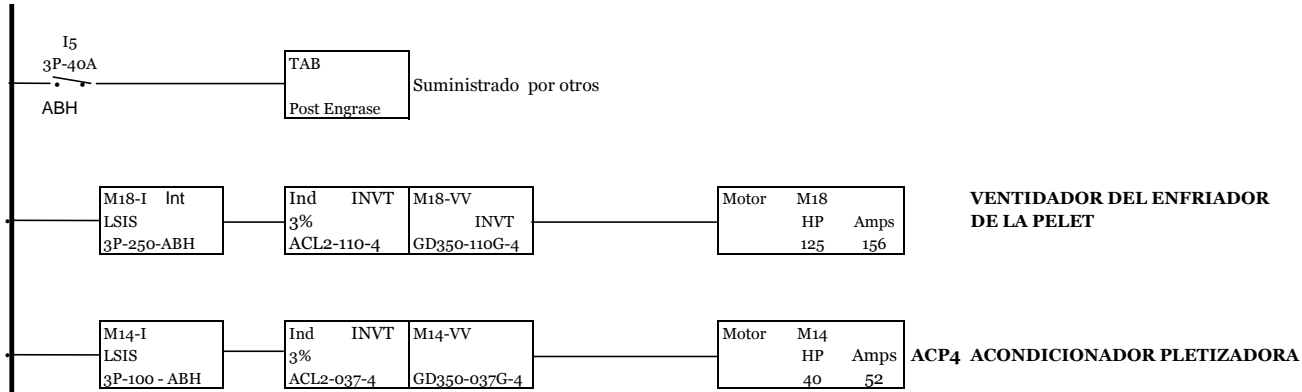 I5
3P-40A
ABH
TAB
Post Engrase
Suministrado por otros
M18-I Int
LSIS
3P-250-ABH
Ind INVT
3%
ACL2-110-4
M18-VV
INVT
GD350-110G-4
Motor M18
HP Amps
125 156
VENTIDADOR DEL ENFRIADOR
DE LA PELET
M14-I
LSIS
3P-100 - ABH
Ind INVT
3%
ACL2-037-4
M14-VV
GD350-037G-4
Motor M14
HP Amps
40 52
ACP4 ACONDICIONADOR PLETIZADORA